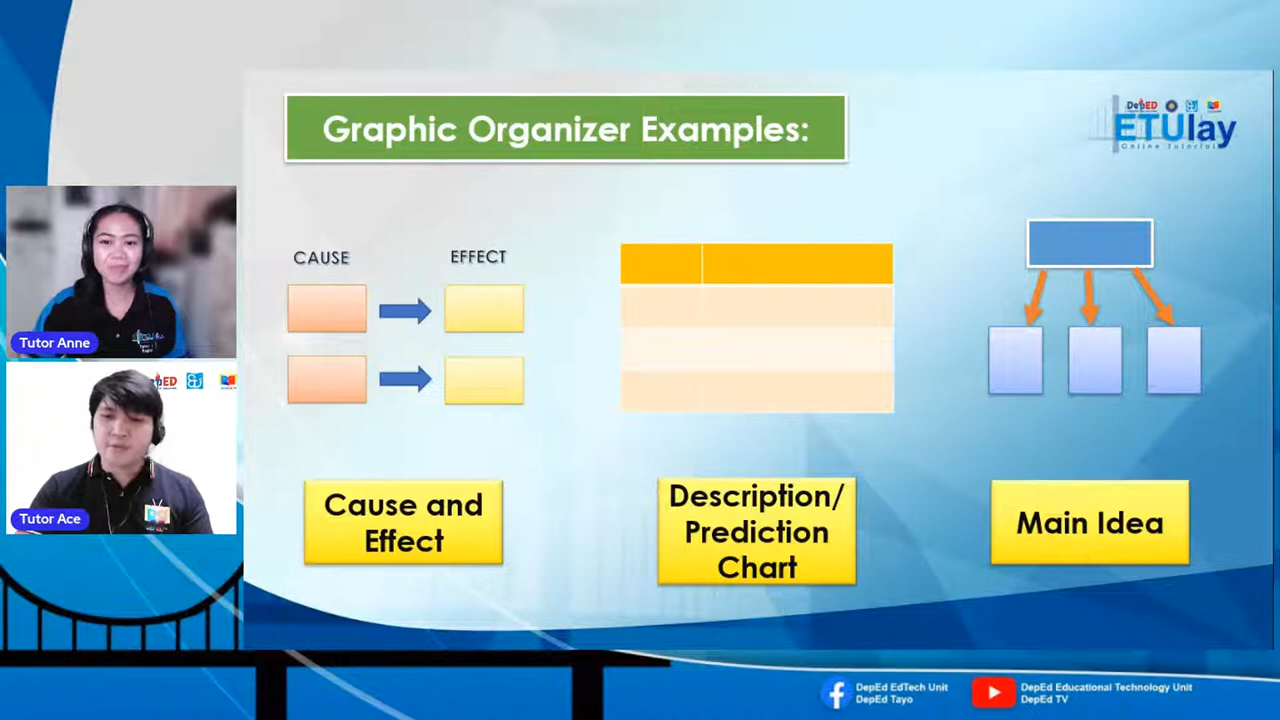 Graphic Organizer Examples:
DepED
ETUlay
Online Tutorial
CAUSE
EFFECT
Tutor Anne
Tutor Ace
Cause and
Effect
Description/
Prediction
Chart
Main Idea
DepEd EdTech Unit
DepEd Tayo
DepEd Educational Technology Unit
DepEd TV